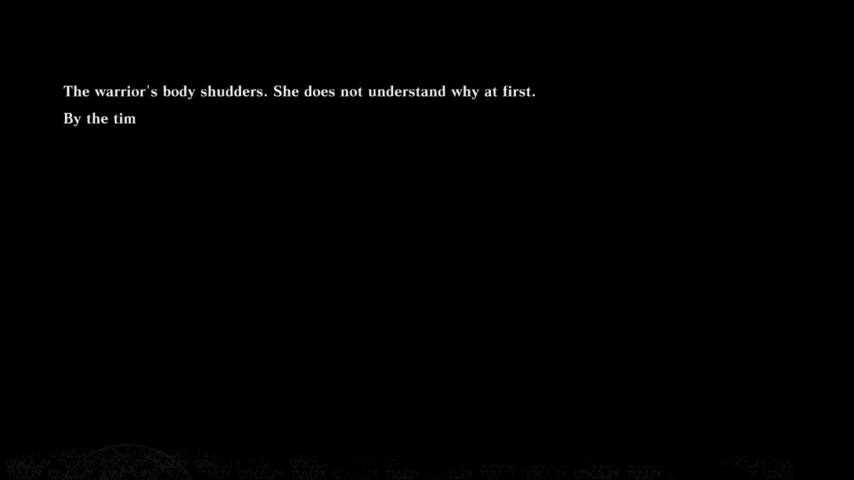 The warrior's body shudders. She does not understand why at first.
By the tim